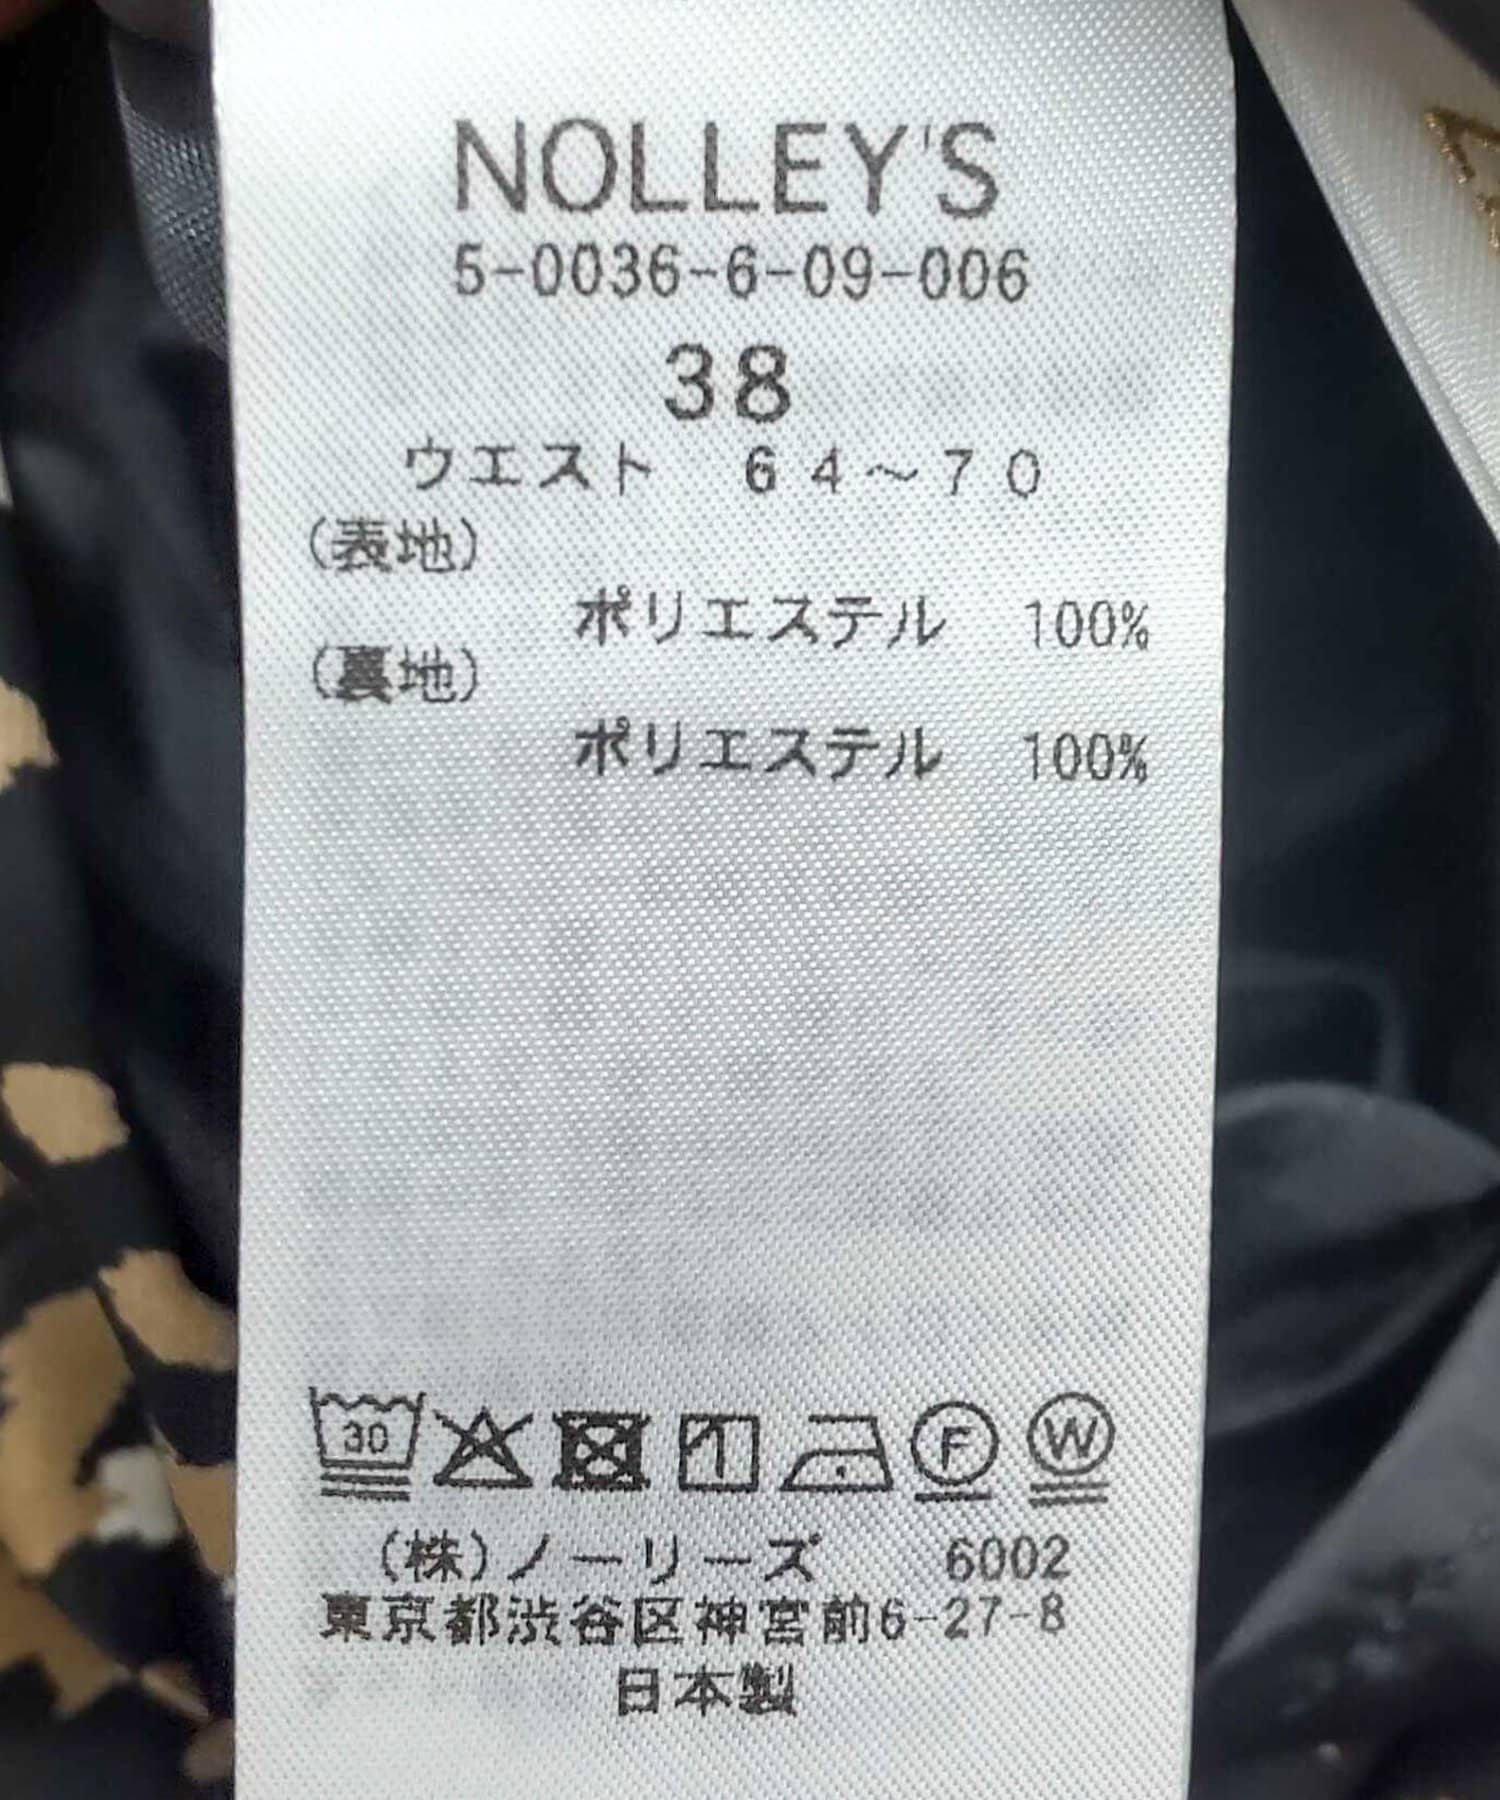 NOLLEY'S
5-0036-6-09-006
38
ウエスト 64～70
(表地)
ポリエステル 100%
(裏地)
ポリエステル 100%
30
F W
(株)ノーリーズ 6002
東京都渋谷区神宮前6-27-8
日本製